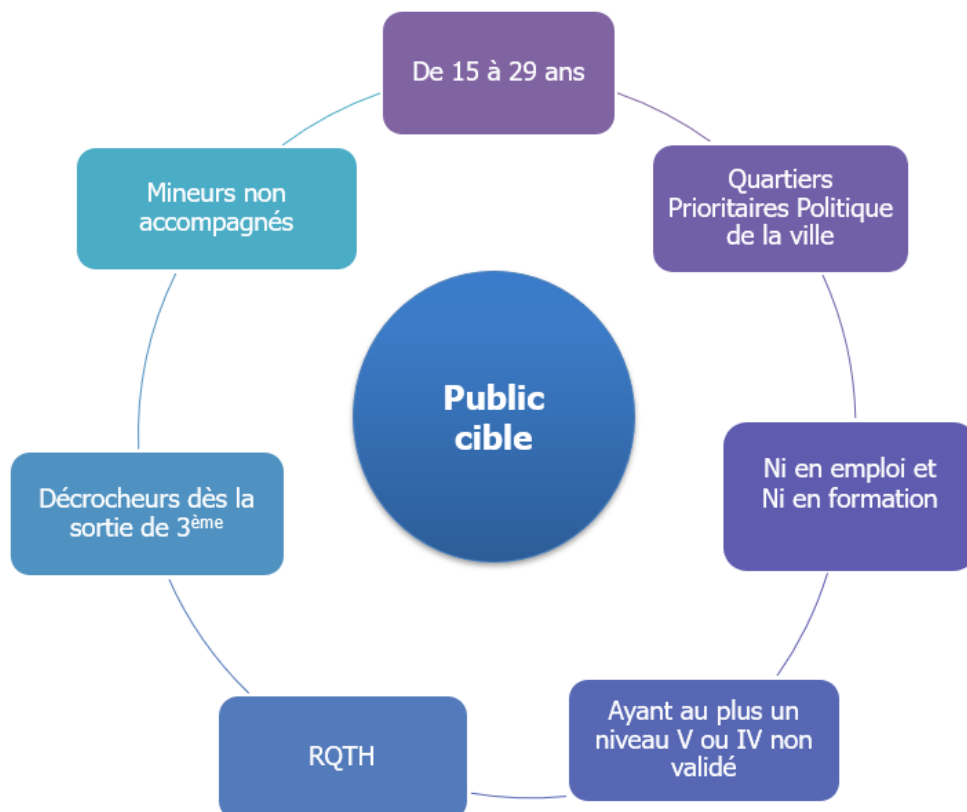 De 15 à 29 ans
Quartiers
Prioritaires Politique
de la ville
Ni en emploi et
Ni en formation
Ayant au plus un
niveau V ou IV non
validé
RQTH
Décrocheurs dès la
sortie de 3ème
Mineurs non
accompagnés
Public
cible